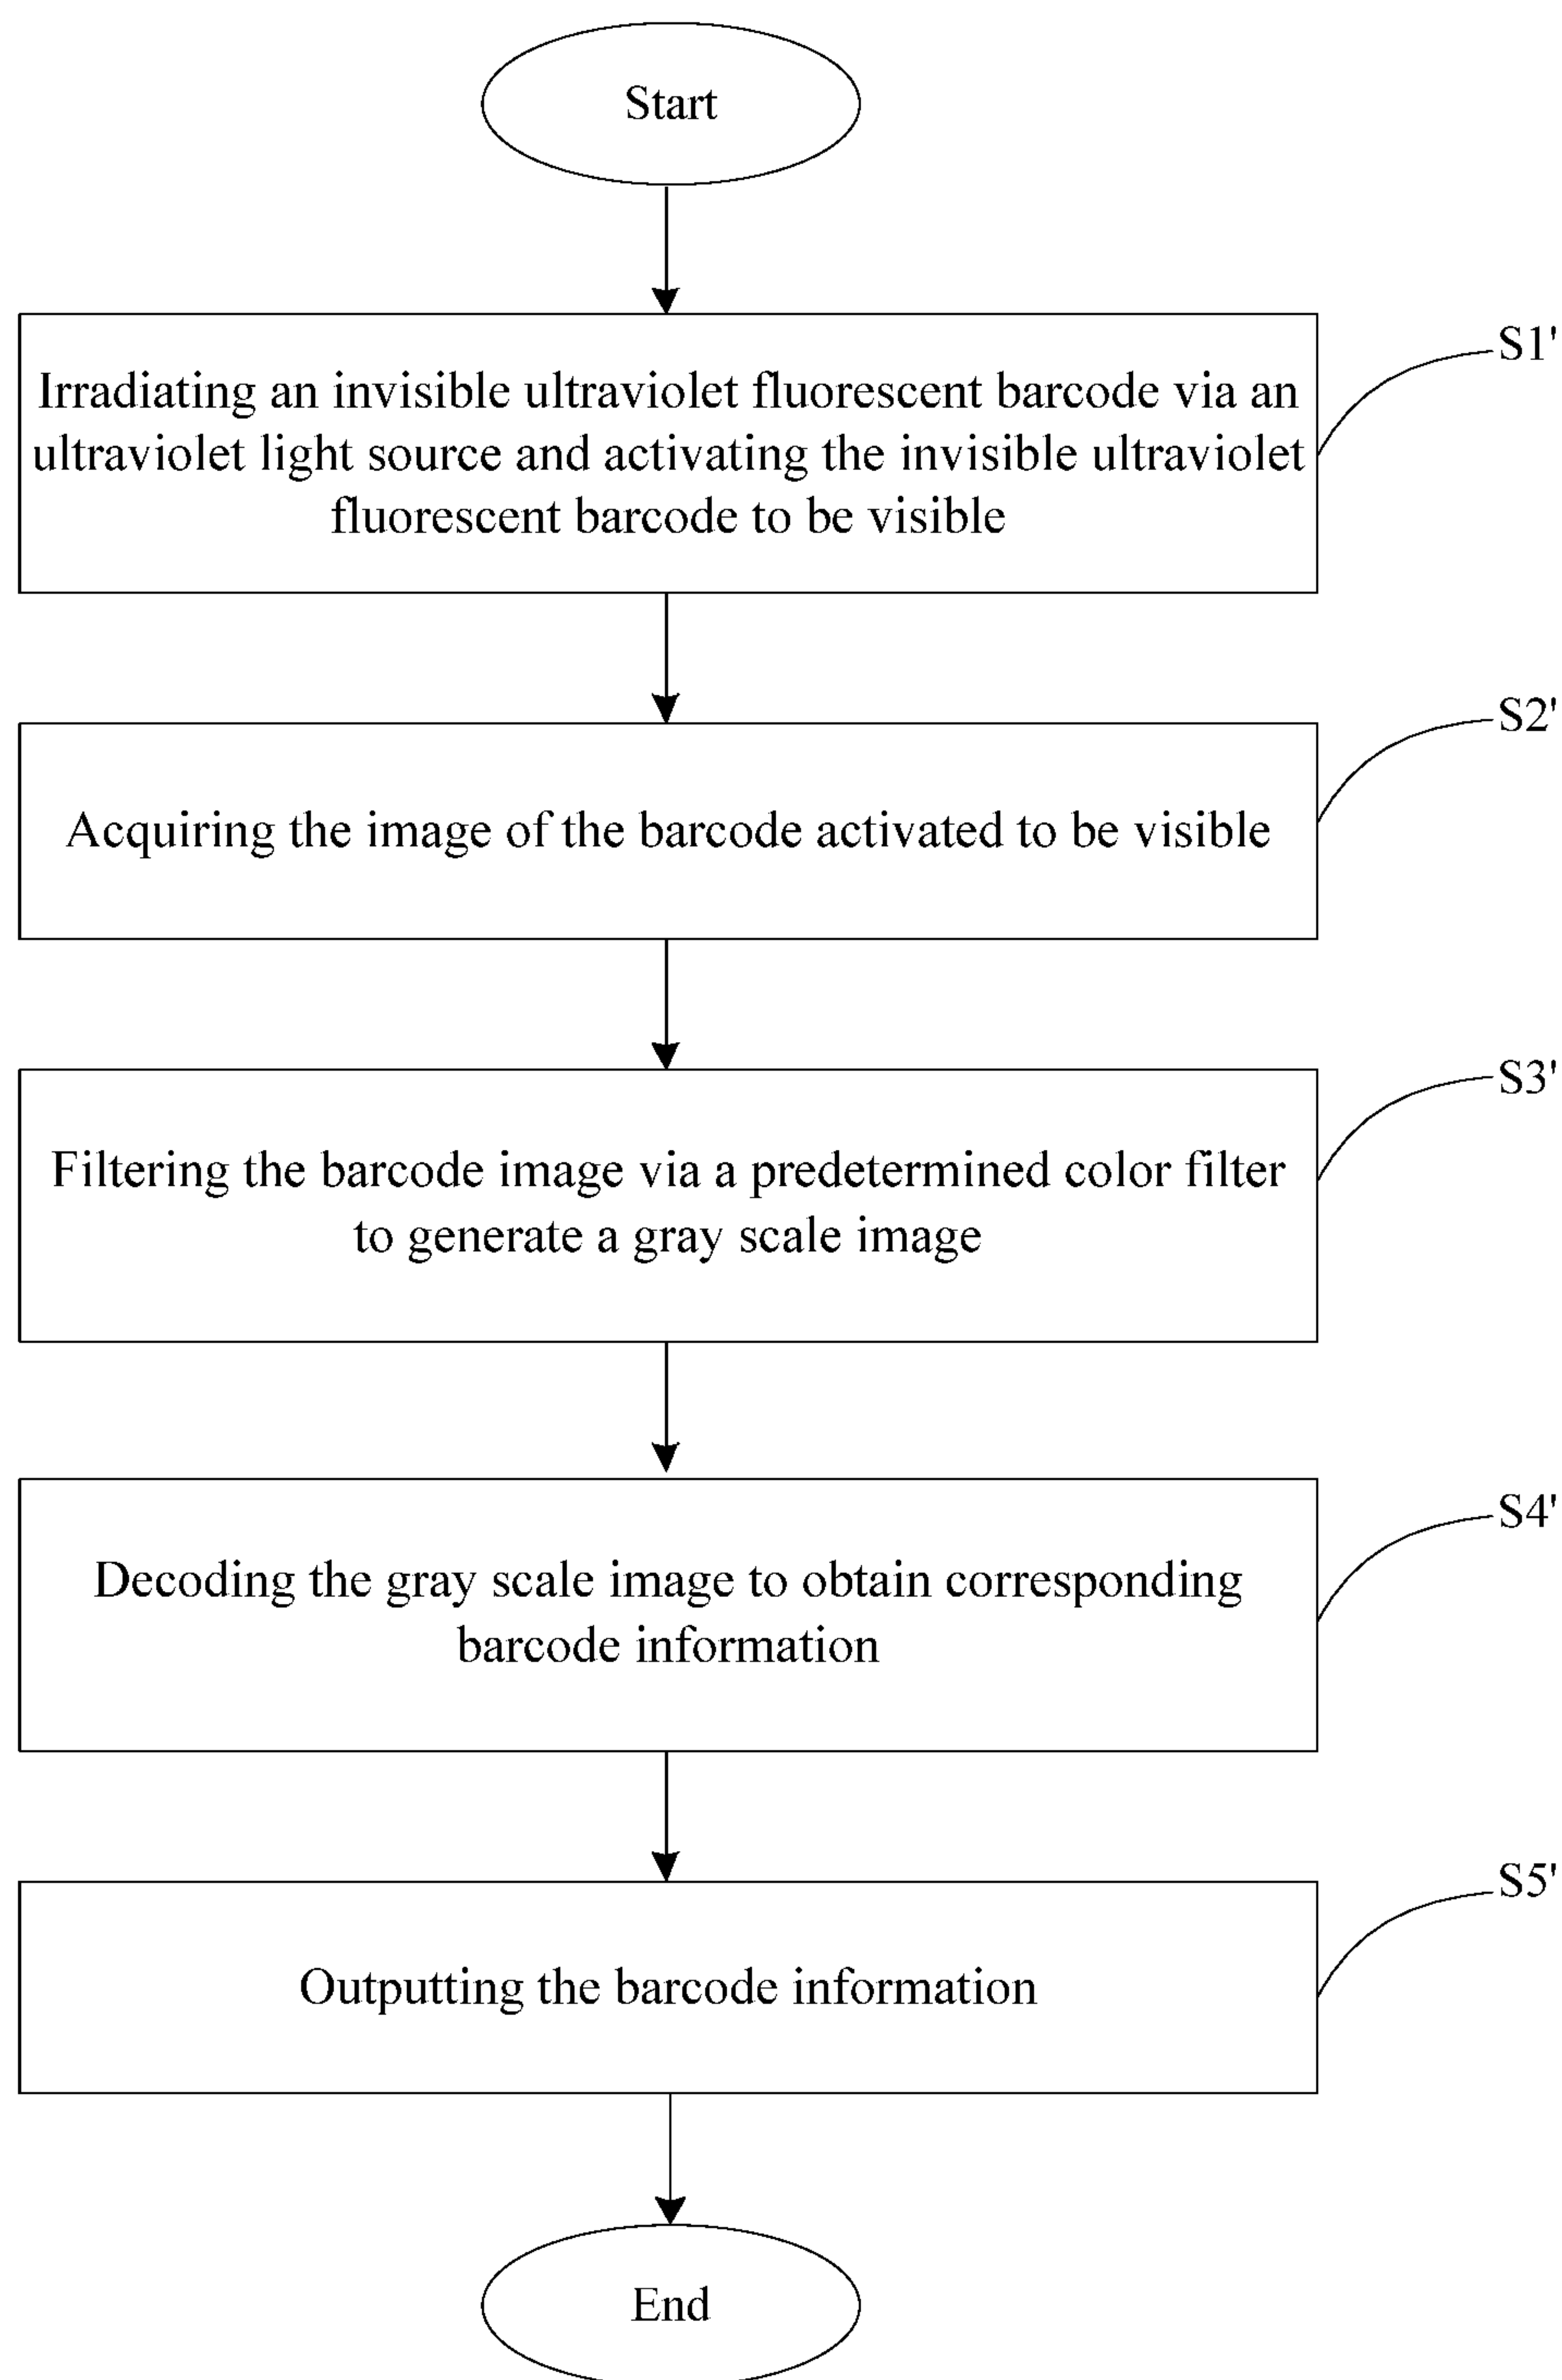 Start
S1'
Irradiating an invisible ultraviolet fluorescent barcode via an
ultraviolet light source and activating the invisible ultraviolet
fluorescent barcode to be visible
S2'
Acquiring the image of the barcode activated to be visible
S3'
Filtering the barcode image via a predetermined color filter
to generate a gray scale image
S4'
Decoding the gray scale image to obtain corresponding
barcode information
S5'
Outputting the barcode information
End